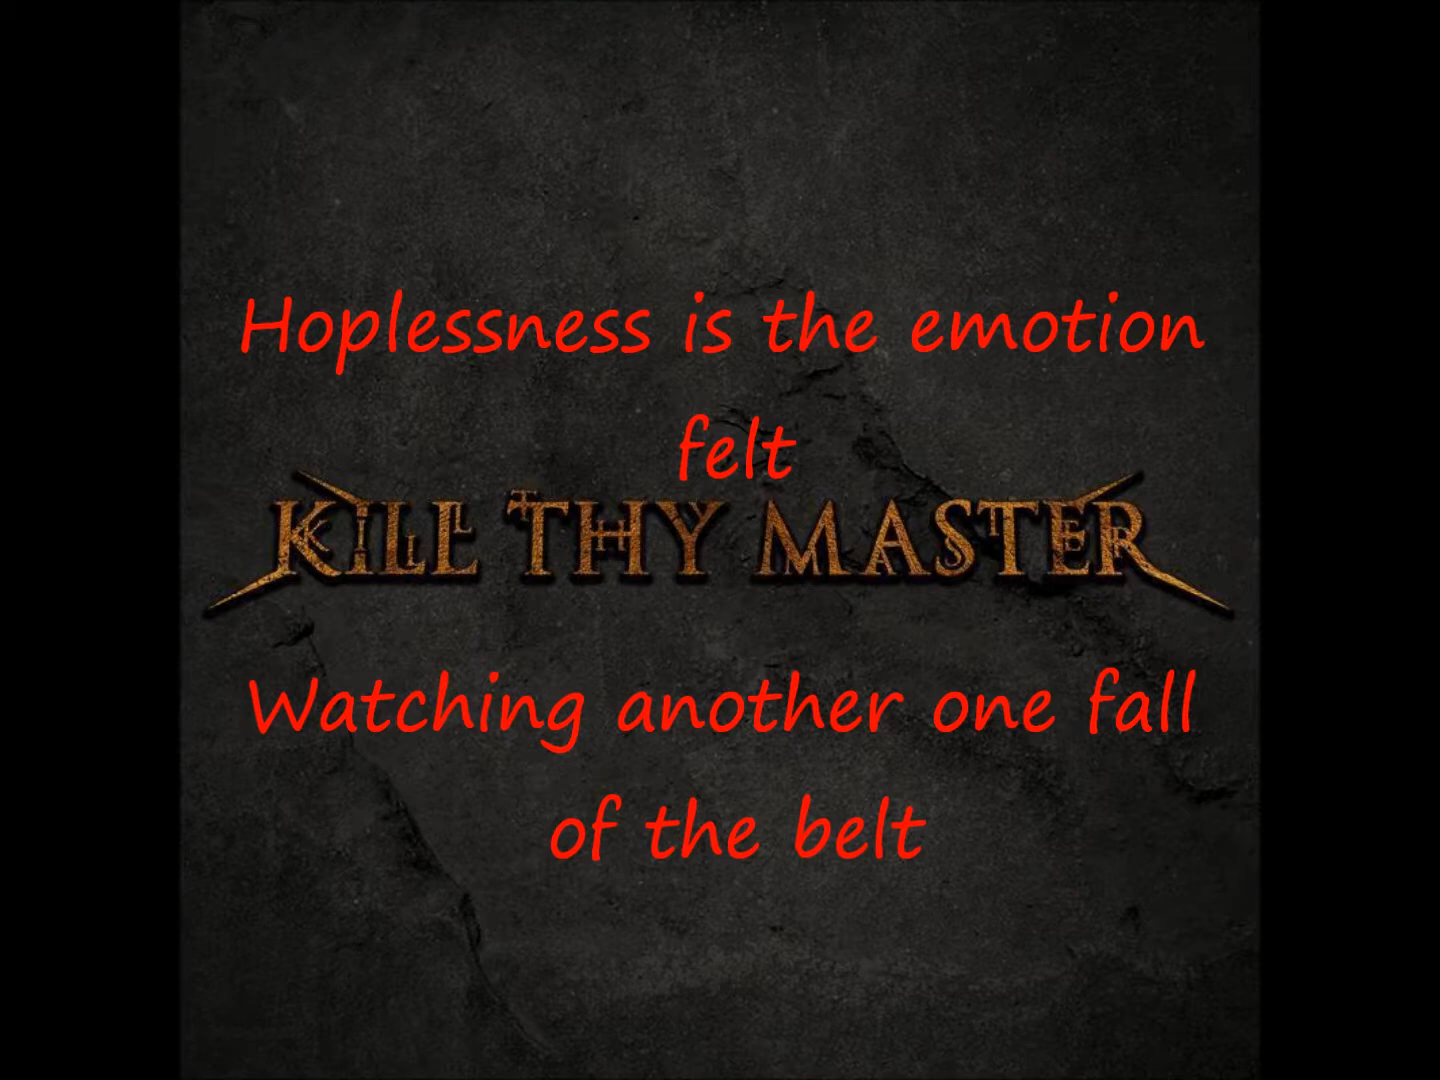 Hoplessness is the emotion
felt
KILL THY MASTER
Watching another one fall
of the belt